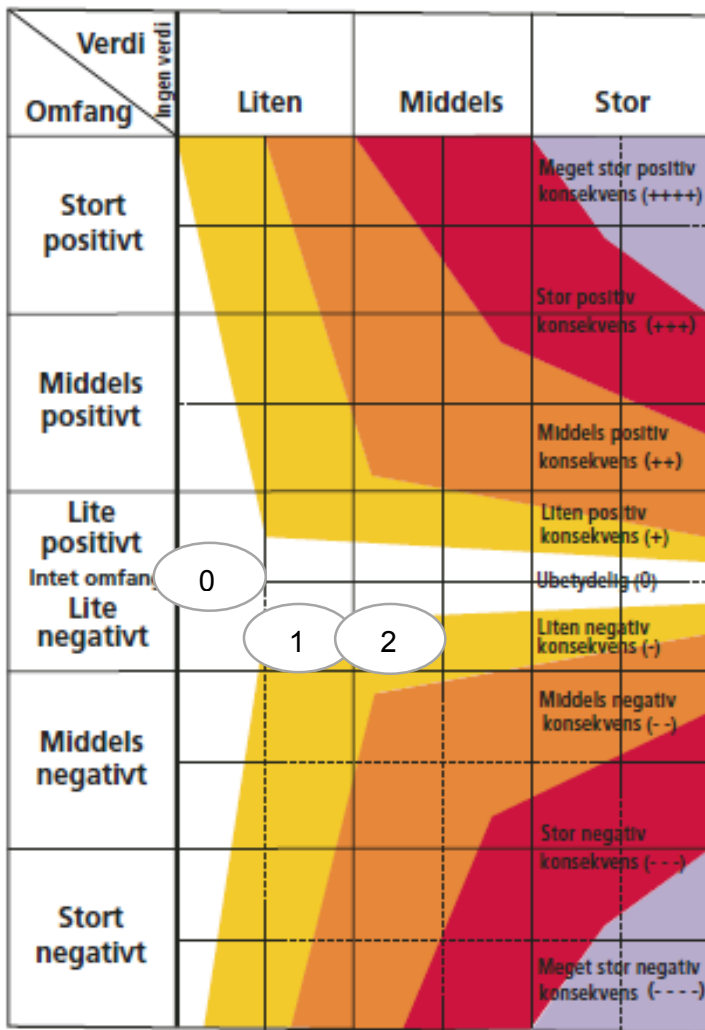 Verdi
Ingen verdi
Omfang
Liten
Middels
Stor
Stort
positivt
Meget stor positiv
konsekvens (++++)
Stor positiv
konsekvens (+++)
Middels
positivt
Middels positiv
konsekvens (++)
Lite
positivt
Liten positiv
konsekvens (+)
Intet omfang
0
Ubetydelig (0)
Lite
negativt
1
2
Liten negativ
konsekvens (-)
Middels
negativt
Middels negativ
konsekvens (- -)
Stor negativ
konsekvens (- - -)
Stort
negativt
Meget stor negativ
konsekvens (- - - -)